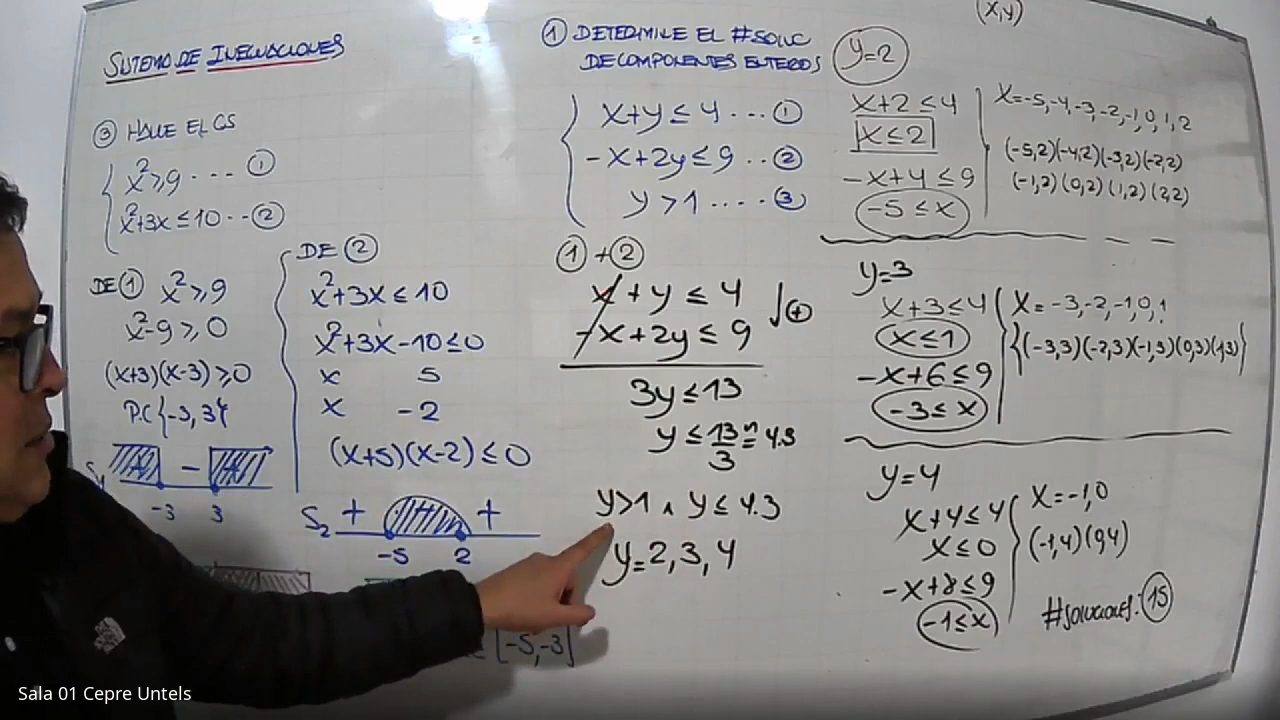 SISTEMA DE INECUACIONES
③ HALLE EL CS
x²≥9 .... ①
x²+3x ≤ 10 ... ②
DE ① x²≥9
x²-9≥0
(x+3)(x-3)≥0
P.C {-3, 3}
+ - +
-3 3
DE ②
x²+3x ≤ 10
x²+3x-10≤0
x 5
x -2
(x+5)(x-2) ≤ 0
S₂ + +
-5 2
[-5,-3]
① DETERMINE EL #SOLUC
DE COMPONENTES ENTEROS
x+y ≤ 4 ... ①
-x+2y ≤ 9 .. ②
y >1 .... ③
① + ②
x + y ≤ 4
-x+2y ≤ 9
(+)
3y ≤ 13
y ≤ 13/3 ≈ 4.3
y>1 ∧ y ≤ 4.3
y=2,3,4
(x,y)
y=2
x+2 ≤ 4
x ≤ 2
-x+4 ≤ 9
-5 ≤ x
x=-5,-4,-3,-2,-1,0,1,2
(-5,2)(-4,2)(-3,2)(-2,2)
(-1,2)(0,2)(1,2)(2,2)
y=3
x+3≤4
x≤1
-x+6≤9
-3≤x
x=-3,-2,-1,0,1
{(-3,3)(-2,3)(-1,3)(0,3)(1,3)}
y=4
x+4≤4
x≤0
-x+8≤9
-1≤x
x=-1,0
(-1,4)(0,4)
#SOLUCIONES: 15
Sala 01 Cepre Untels